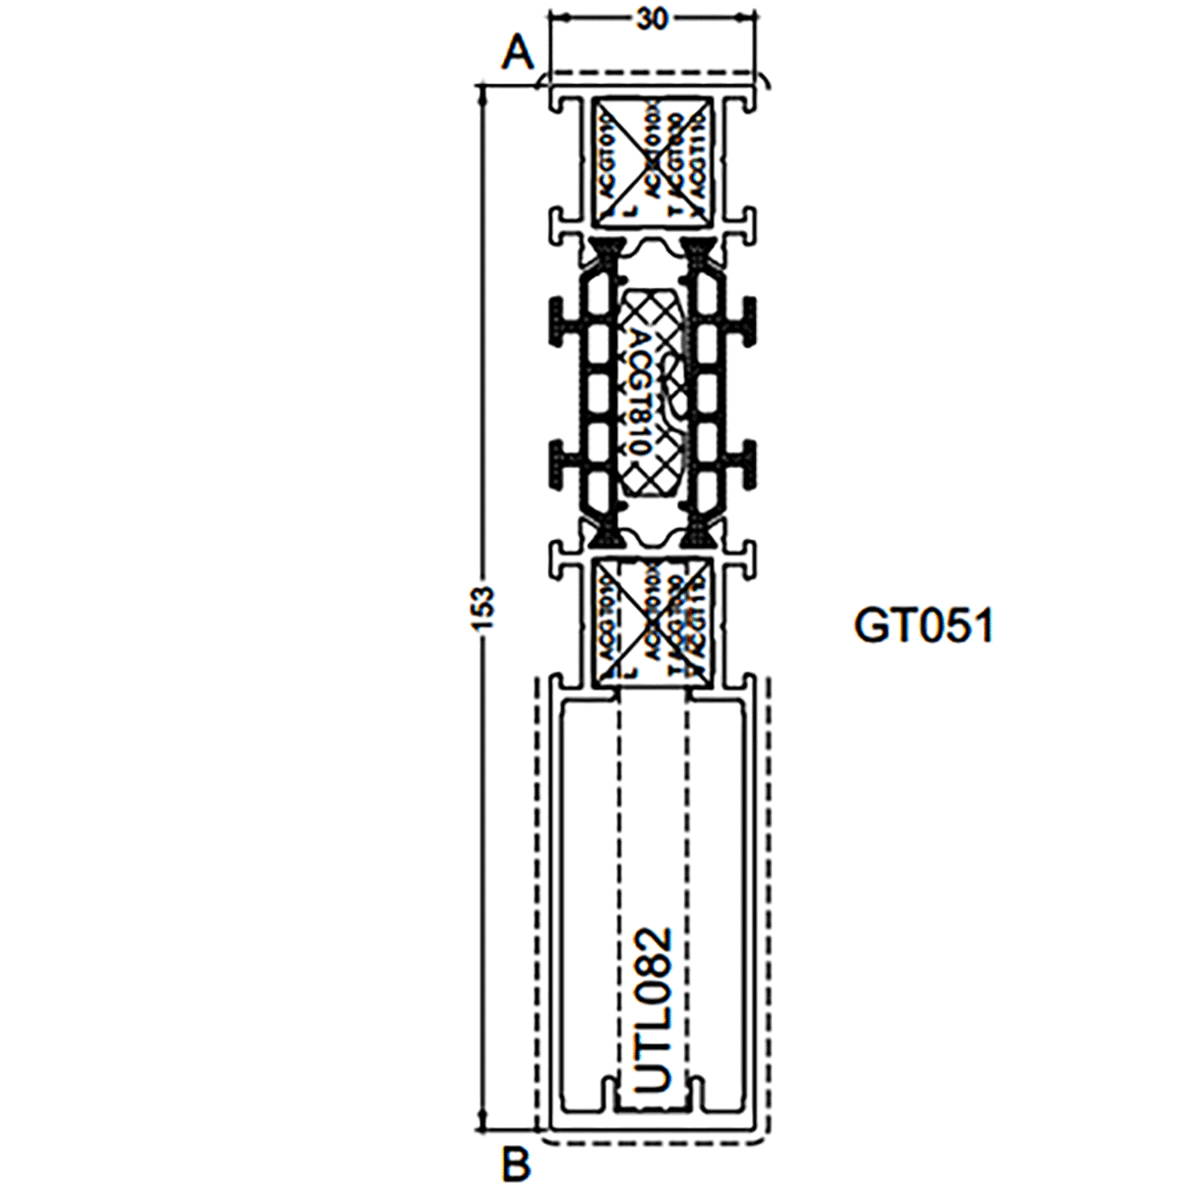 30
A
L ACGT010
L ACGT010X
T ACGT030
ACGT110
ACGT810
153
GT051
L ACGT010
L ACGT010X
T ACGT030
ACGT110
UTL082
B